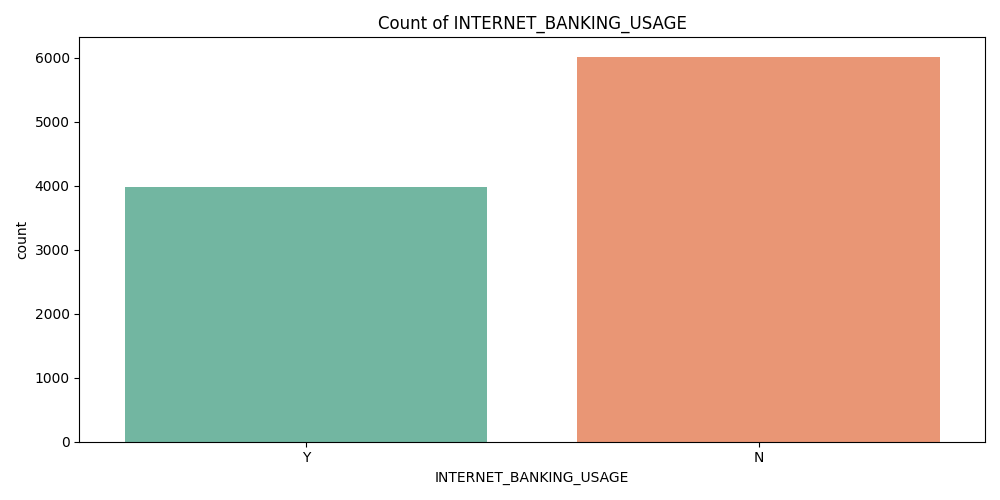 Count of INTERNET_BANKING_USAGE
6000
5000
4000
3000
2000
1000
0
count
Y
N
INTERNET_BANKING_USAGE